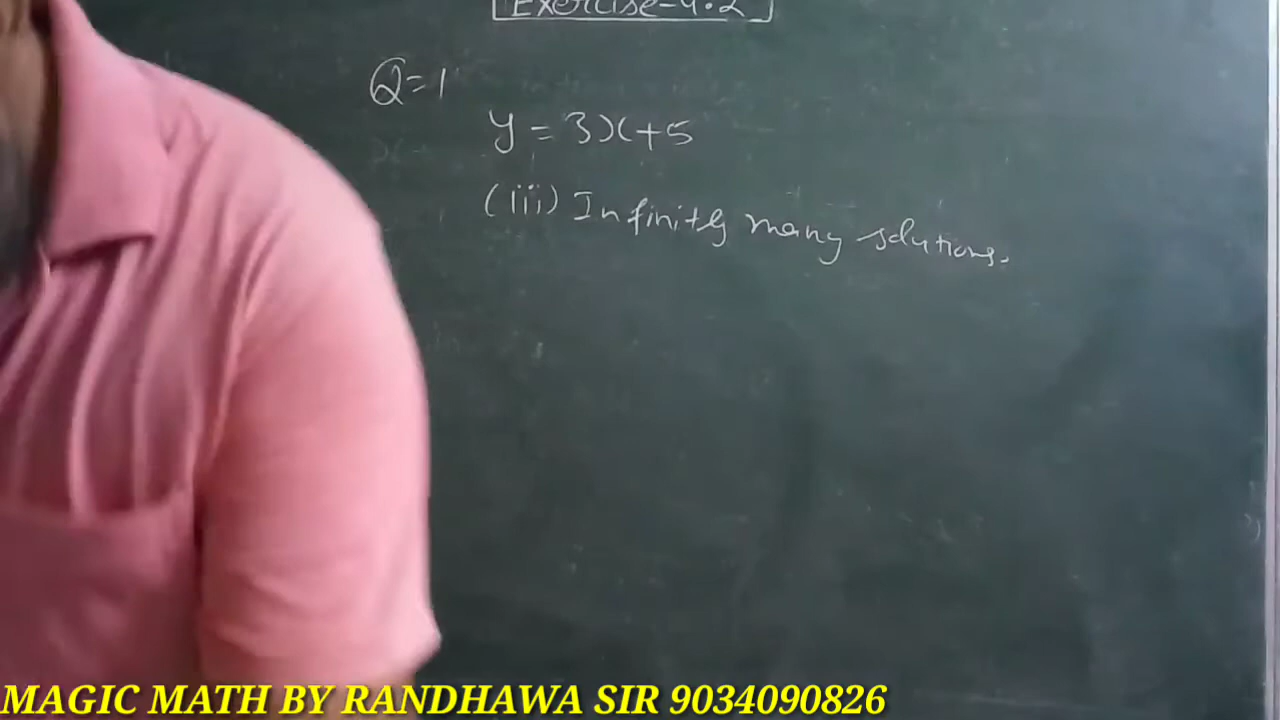 Exercise-4.2
Q=1
y = 3x+5
(iii) Infinitely many solutions.
MAGIC MATH BY RANDHAWA SIR 9034090826